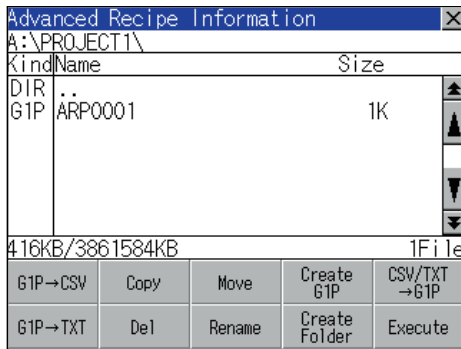 Advanced Recipe Information ×
A:\PROJECT1\
Kind Name Size
DIR ..
G1P ARP0001 1K
416KB/3861584KB 1File
G1P→CSV Copy Move Create G1P CSV/TXT →G1P
G1P→TXT Del Rename Create Folder Execute